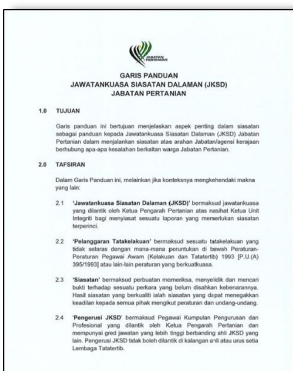 JABATAN
PERTANIAN
GARIS PANDUAN
JAWATANKUASA SIASATAN DALAMAN (JKSD)
JABATAN PERTANIAN
1.0 TUJUAN
Garis panduan ini bertujuan menjelaskan aspek penting dalam siasatan
sebagai panduan kepada Jawatankuasa Siasatan Dalaman (JKSD) Jabatan
Pertanian dalam menjalankan siasatan atas arahan Jabatan/agensi kerajaan
berhubung apa-apa kesalahan berkaitan warga Jabatan Pertanian.
2.0 TAFSIRAN
Dalam Garis Panduan ini, melainkan jika konteksnya mengkehendaki makna
yang lain:
2.1 'Jawatankuasa Siasatan Dalaman (JKSD)' bermaksud jawatankuasa
yang dilantik oleh Ketua Pengarah Pertanian atas nasihat Ketua Unit
Integriti bagi menyiasat sesuatu laporan yang memerlukan siasatan
terperinci.
2.2 'Pelanggaran Tatakelakuan' bermaksud sesuatu tatakelakuan yang
tidak selaras dengan mana-mana peruntukan di bawah Peraturan-
Peraturan Pegawai Awam (Kelakuan dan Tatatertib) 1993 [P.U.(A)
395/1993] atau lain-lain peraturan yang berkuatkuasa.
2.3 'Siasatan' bermaksud perbuatan memeriksa, menyelidik dan mencari
bukti terhadap sesuatu perkara yang belum disahkan kebenarannya.
Hasil siasatan yang berkualiti ialah siasatan yang dapat menegakkan
keadilan kepada semua pihak mengikut peraturan dan undang-undang.
2.4 'Pengerusi JKSD' bermaksud Pegawai Kumpulan Pengurusan dan
Profesional yang dilantik oleh Ketua Pengarah Pertanian dan
mempunyai gred jawatan yang lebih tinggi berbanding ahli JKSD yang
lain. Pengerusi JKSD tidak boleh dilantik di kalangan ahli atau urus setia
Lembaga Tatatertib.